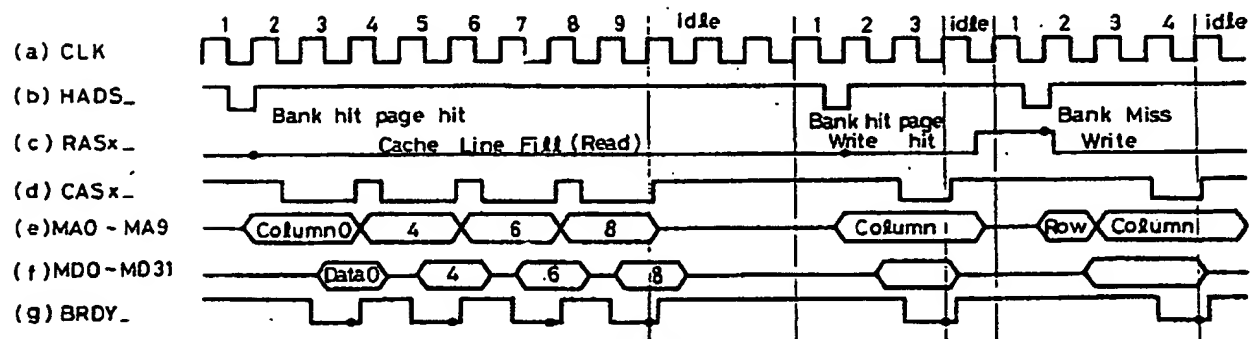 1 2 3 4 5 6 7 8 9 idle 1 2 3 idle 1 2 3 4 idle
(a) CLK
(b) HADS_
Bank hit page hit
Bank hit page
Bank Miss
(c) RASx_
Cache Line Fill (Read)
Write hit
Write
(d) CASx_
(e) MA0 ~ MA9
Column0 4 6 8 Column Row Column
(f) MD0~MD31
Data0 4 .6 8
(g) BRDY_